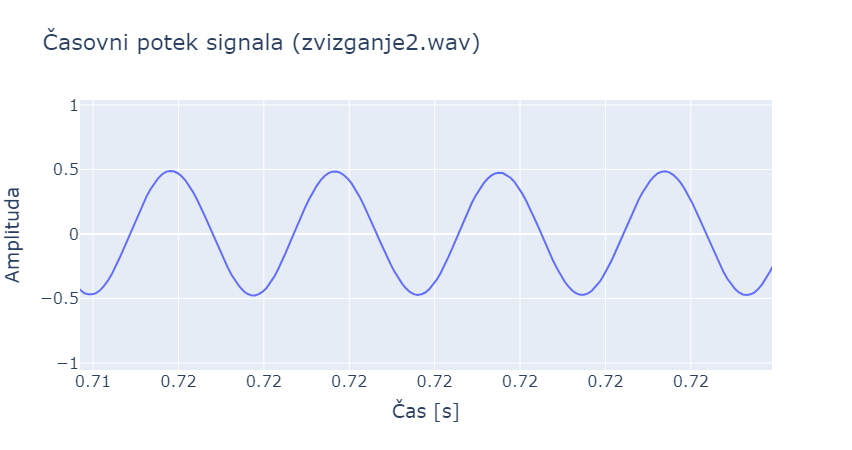 Časovni potek signala (zvizganje2.wav)
Amplituda
1
0.5
0
−0.5
−1
0.71 0.72 0.72 0.72 0.72 0.72 0.72 0.72
Čas [s]